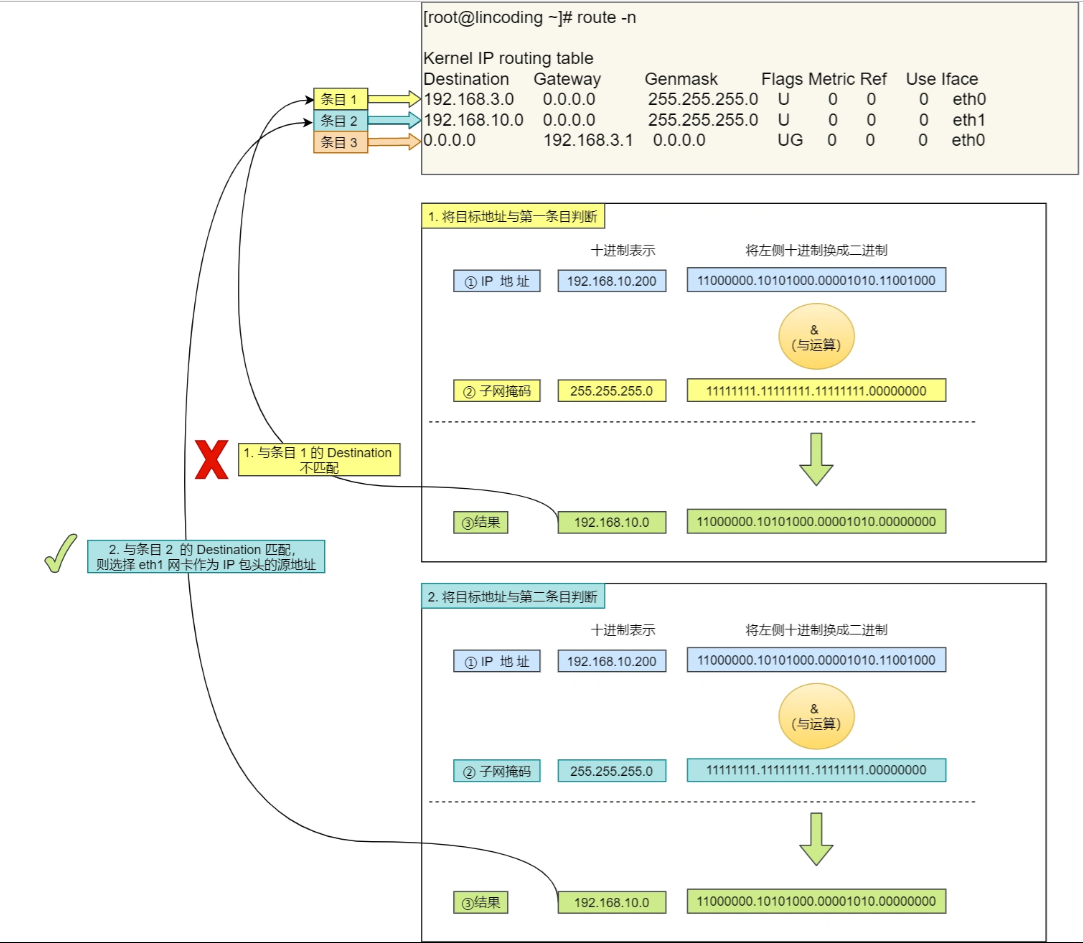 [root@lincoding ~]# route -n
Kernel IP routing table
Destination Gateway Genmask Flags Metric Ref Use Iface
条目 1 192.168.3.0 0.0.0.0 255.255.255.0 U 0 0 0 eth0
条目 2 192.168.10.0 0.0.0.0 255.255.255.0 U 0 0 0 eth1
条目 3 0.0.0.0 192.168.3.1 0.0.0.0 UG 0 0 0 eth0
1. 将目标地址与第一条目判断
十进制表示 将左侧十进制换成二进制
① IP 地 址 192.168.10.200 11000000.10101000.00001010.11001000
&
(与运算)
② 子网掩码 255.255.255.0 11111111.11111111.11111111.00000000
1. 与条目 1 的 Destination
不匹配
③结果 192.168.10.0 11000000.10101000.00001010.00000000
2. 与条目 2 的 Destination 匹配,
则选择 eth1 网卡作为 IP 包头的源地址
2. 将目标地址与第二条目判断
十进制表示 将左侧十进制换成二进制
① IP 地 址 192.168.10.200 11000000.10101000.00001010.11001000
&
(与运算)
② 子网掩码 255.255.255.0 11111111.11111111.11111111.00000000
③结果 192.168.10.0 11000000.10101000.00001010.00000000